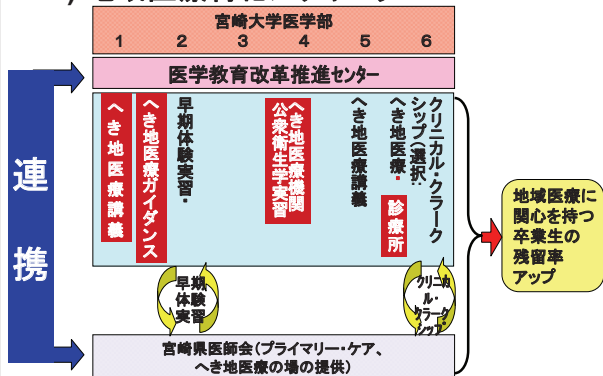 宮崎大学医学部
1 2 3 4 5 6
医学教育改革推進センター
連携
へき地医療講義
へき地医療ガイダンス
早期体験実習・
へき地医療機関
公衆衛生学実習
へき地医療講義
クリニカル・クラーク
シップ(選択:
へき地医療・
診療所
早期
体験
実習
クリニカ
ル・
クラーク
シップ
宮崎県医師会(プライマリー・ケア、
へき地医療の場の提供)
地域医療に
関心を持つ
卒業生の
残留率
アップ